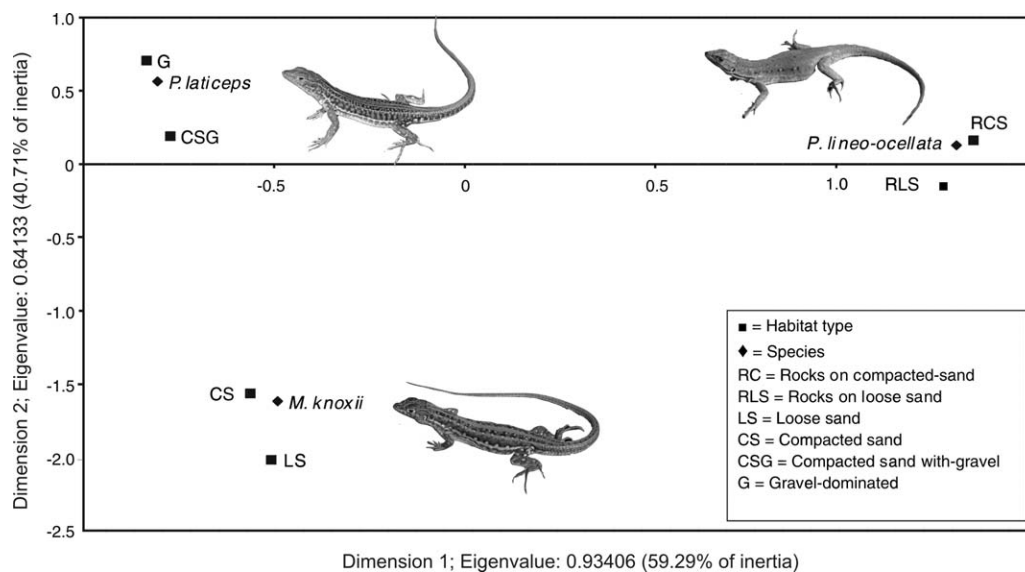 1.0
G
P. laticeps
0.5
CSG
RCS
P. lineo-ocellata
0
-0.5
0
0.5
1.0
RLS
-0.5
-1.0
-1.5
CS
M. knoxii
-2.0
LS
-2.5
Dimension 2; Eigenvalue: 0.64133 (40.71% of inertia)
■ = Habitat type
♦ = Species
RC = Rocks on compacted-sand
RLS = Rocks on loose sand
LS = Loose sand
CS = Compacted sand
CSG = Compacted sand with-gravel
G = Gravel-dominated
Dimension 1; Eigenvalue: 0.93406 (59.29% of inertia)